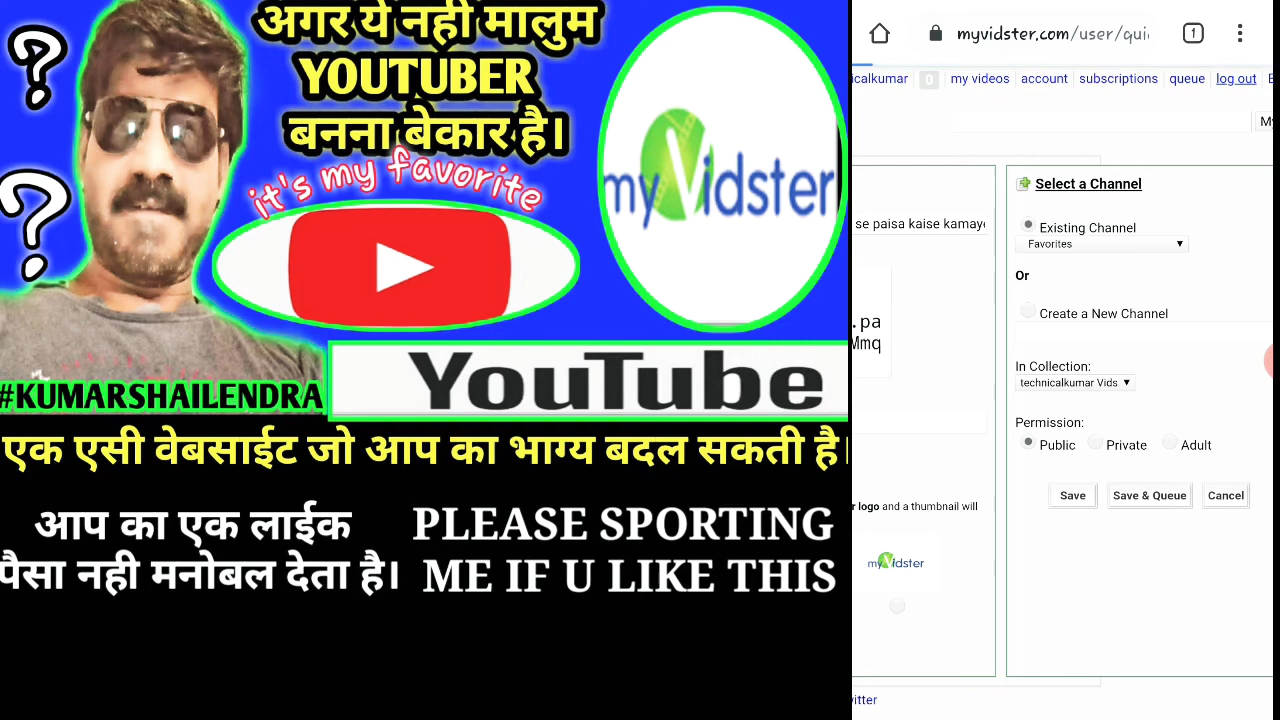 ?
?
अगर ये नही मालुम
YOUTUBER
बनना बेकार है।
it's my favorite
myVidster
YouTube
#KUMARSHAILENDRA
एक एसी वेबसाईट जो आप का भाग्य बदल सकती है।
आप का एक लाईक
पैसा नही मनोबल देता है।
PLEASE SPORTING
ME IF U LIKE THIS
myvidster.com/user/qui
1
icalkumar 0 my videos account subscriptions queue log out
se paisa kaise kamaye
.pa
Mmq
r logo and a thumbnail will
myVidster
itter
Select a Channel
Existing Channel
Favorites
Or
Create a New Channel
In Collection:
technicalkumar Vids
Permission:
Public Private Adult
Save Save & Queue Cancel